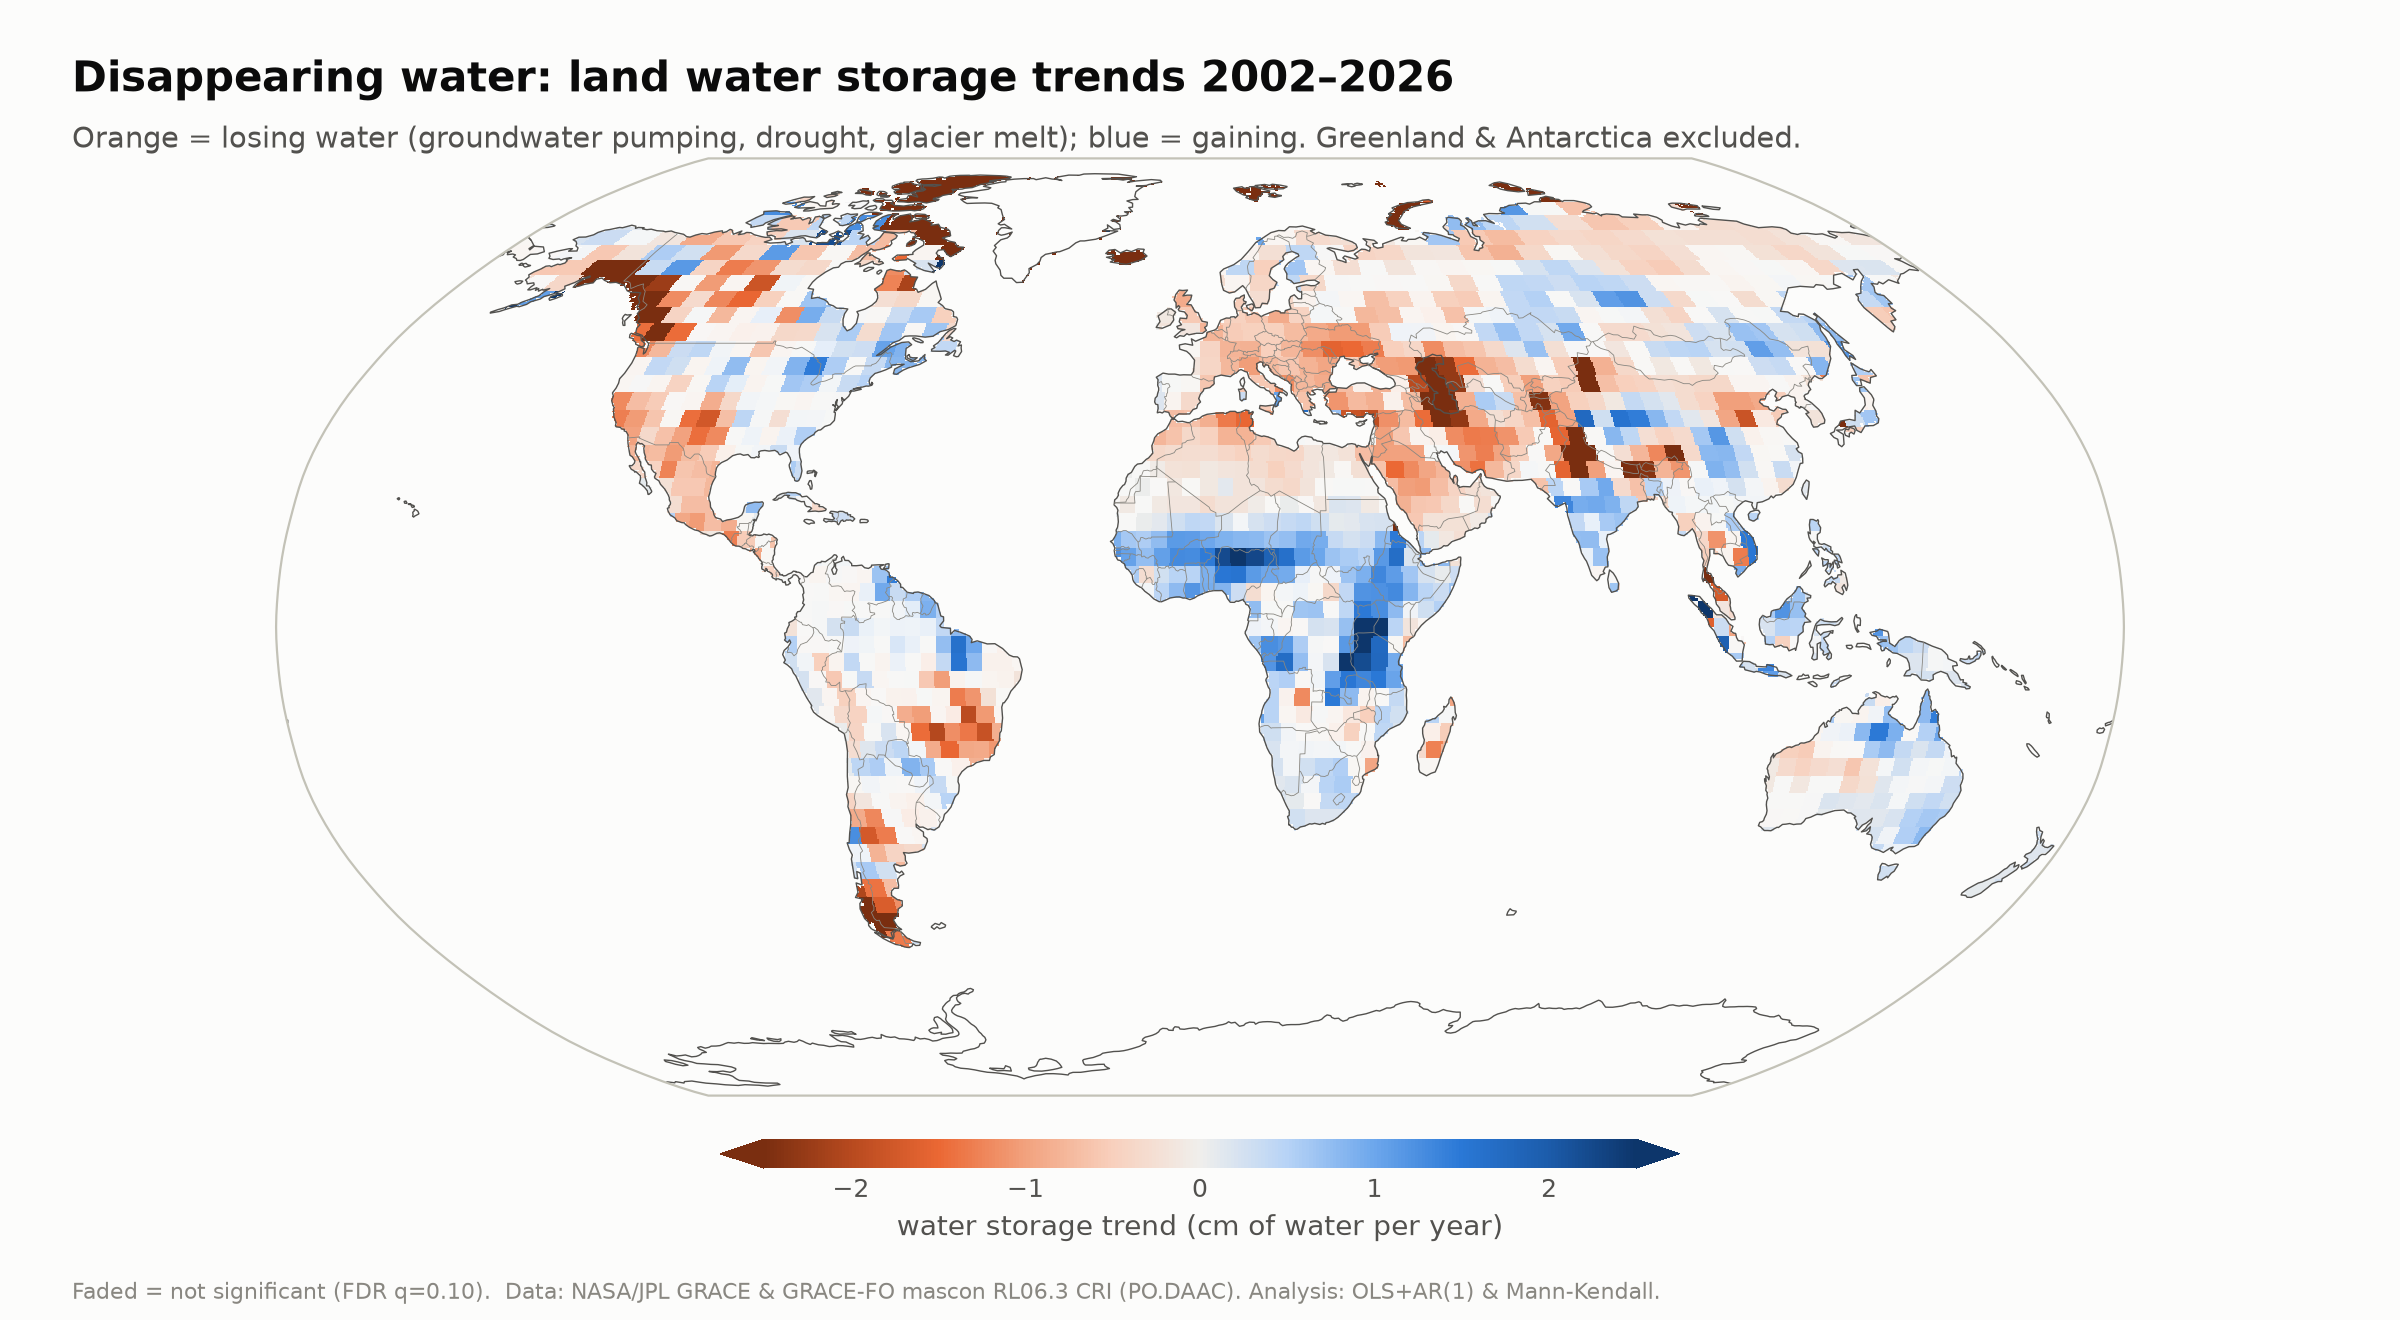 Disappearing water: land water storage trends 2002–2026
Orange = losing water (groundwater pumping, drought, glacier melt); blue = gaining. Greenland & Antarctica excluded.
−2 −1 0 1 2
water storage trend (cm of water per year)
Faded = not significant (FDR q=0.10).  Data: NASA/JPL GRACE & GRACE-FO mascon RL06.3 CRI (PO.DAAC). Analysis: OLS+AR(1) & Mann-Kendall.